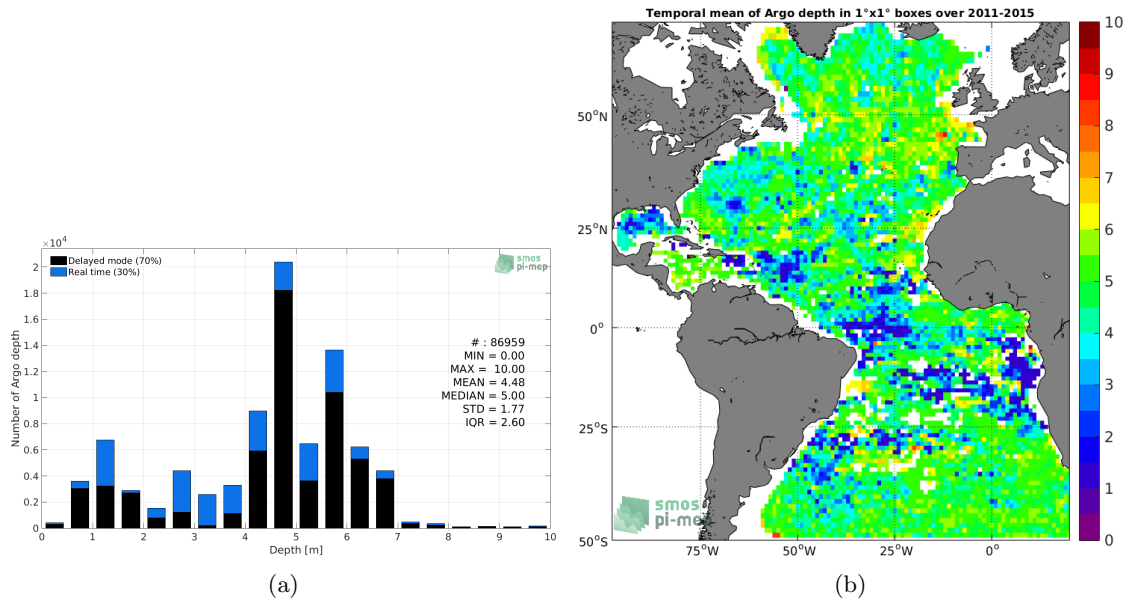 ×10⁴
Delayed mode (70%)
Real time (30%)
smos
pi-mep
2
1.8
1.6
1.4
1.2
1
0.8
0.6
0.4
0.2
0
Number of Argo depth
# : 86959
MIN = 0.00
MAX = 10.00
MEAN = 4.48
MEDIAN = 5.00
STD = 1.77
IQR = 2.60
0 1 2 3 4 5 6 7 8 9 10
Depth [m]
(a)
Temporal mean of Argo depth in 1°x1° boxes over 2011-2015
50°N
25°N
0°
25°S
50°S
75°W 50°W 25°W 0°
smos
pi-mep
10
9
8
7
6
5
4
3
2
1
0
(b)